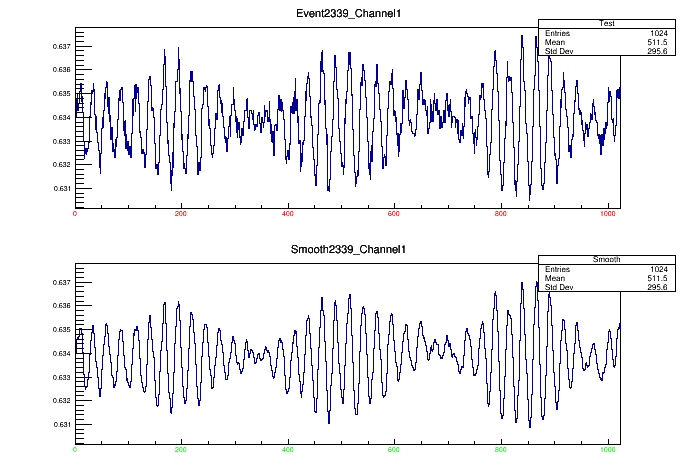 Event2339_Channel1
Test
Entries 1024
Mean 511.5
Std Dev 295.6
0.637
0.636
0.635
0.634
0.633
0.632
0.631
0 200 400 600 800 1000
Smooth2339_Channel1
Smooth
Entries 1024
Mean 511.5
Std Dev 295.6
0.637
0.636
0.635
0.634
0.633
0.632
0.631
0 200 400 600 800 1000